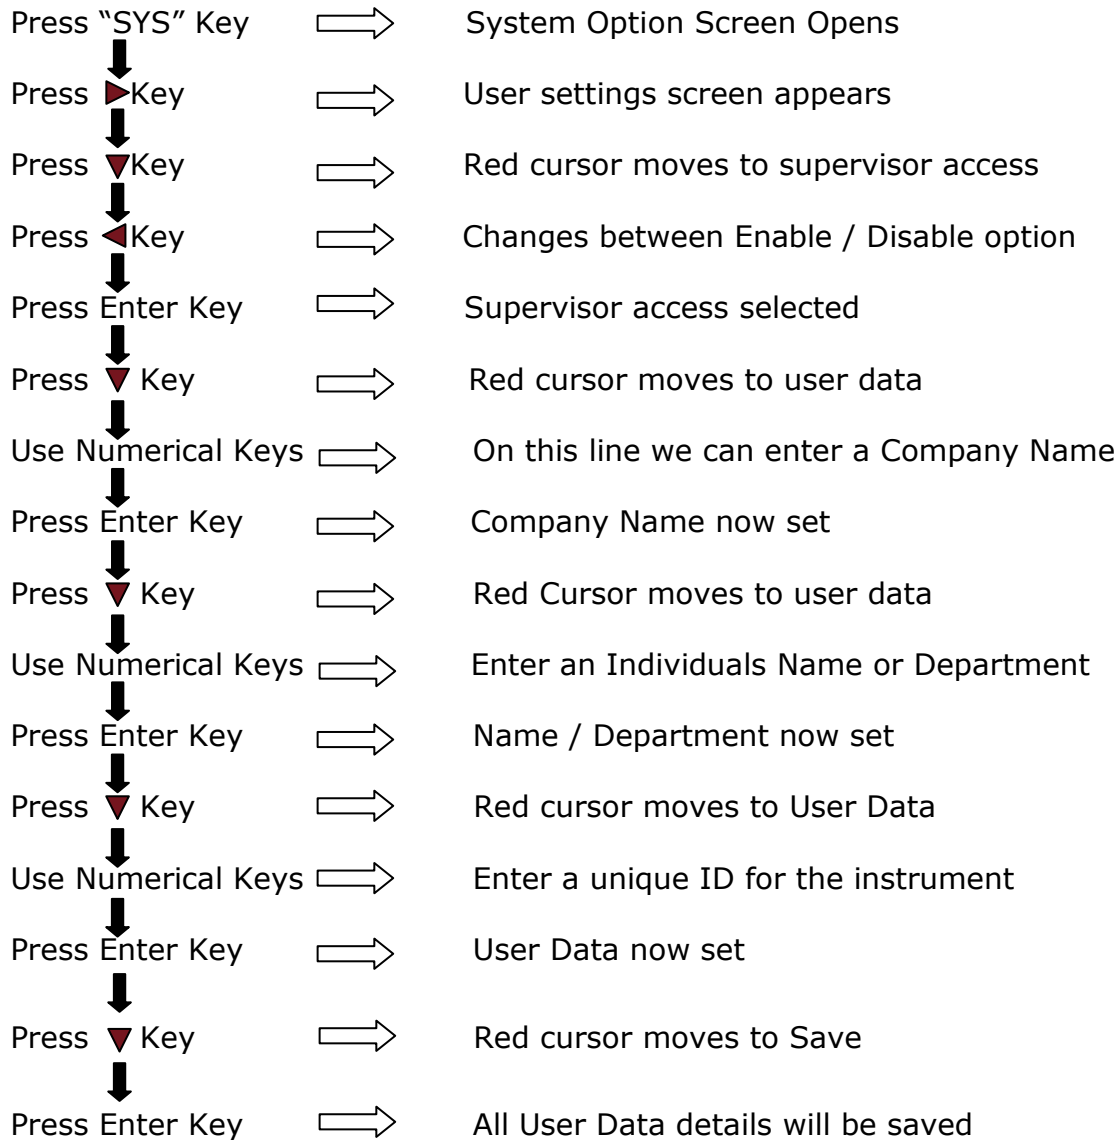 Press “SYS” Key System Option Screen Opens
Press Key User settings screen appears
Press Key Red cursor moves to supervisor access
Press Key Changes between Enable / Disable option
Press Enter Key Supervisor access selected
Press Key Red cursor moves to user data
Use Numerical Keys On this line we can enter a Company Name
Press Enter Key Company Name now set
Press Key Red Cursor moves to user data
Use Numerical Keys Enter an Individuals Name or Department
Press Enter Key Name / Department now set
Press Key Red cursor moves to User Data
Use Numerical Keys Enter a unique ID for the instrument
Press Enter Key User Data now set
Press Key Red cursor moves to Save
Press Enter Key All User Data details will be saved